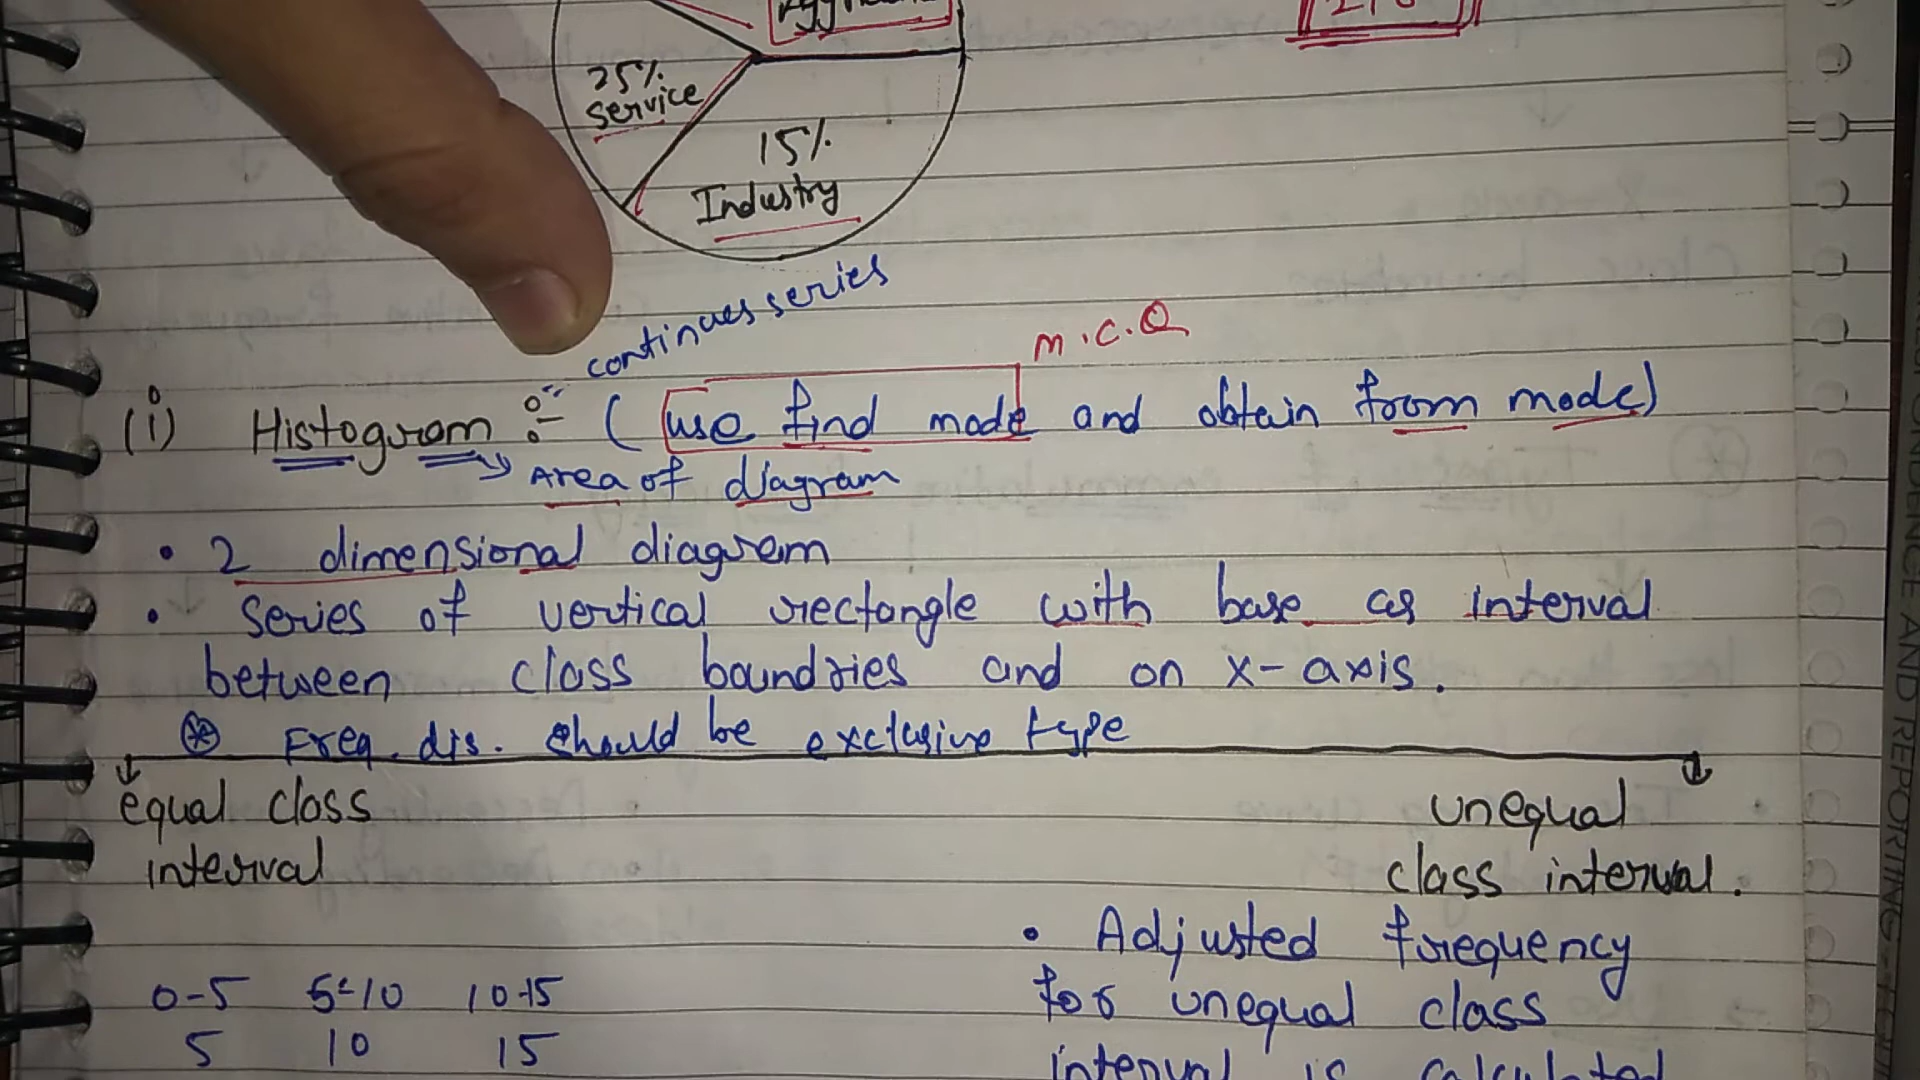 25%
Service
15%
Industry
continues series
M.C.Q
(i) Histogram :- (use find mode and obtain from mode)
→ Area of diagram
• 2 dimensional diagram
• Series of vertical rectangle with base as interval
between class boundries and on x-axis.
⊛ Freq. dis. should be exclusive type
equal class
interval
unequal
class interval.
• Adjusted frequency
for unequal class
interval is calculated
0-5 5-10 10-15
5 10 15